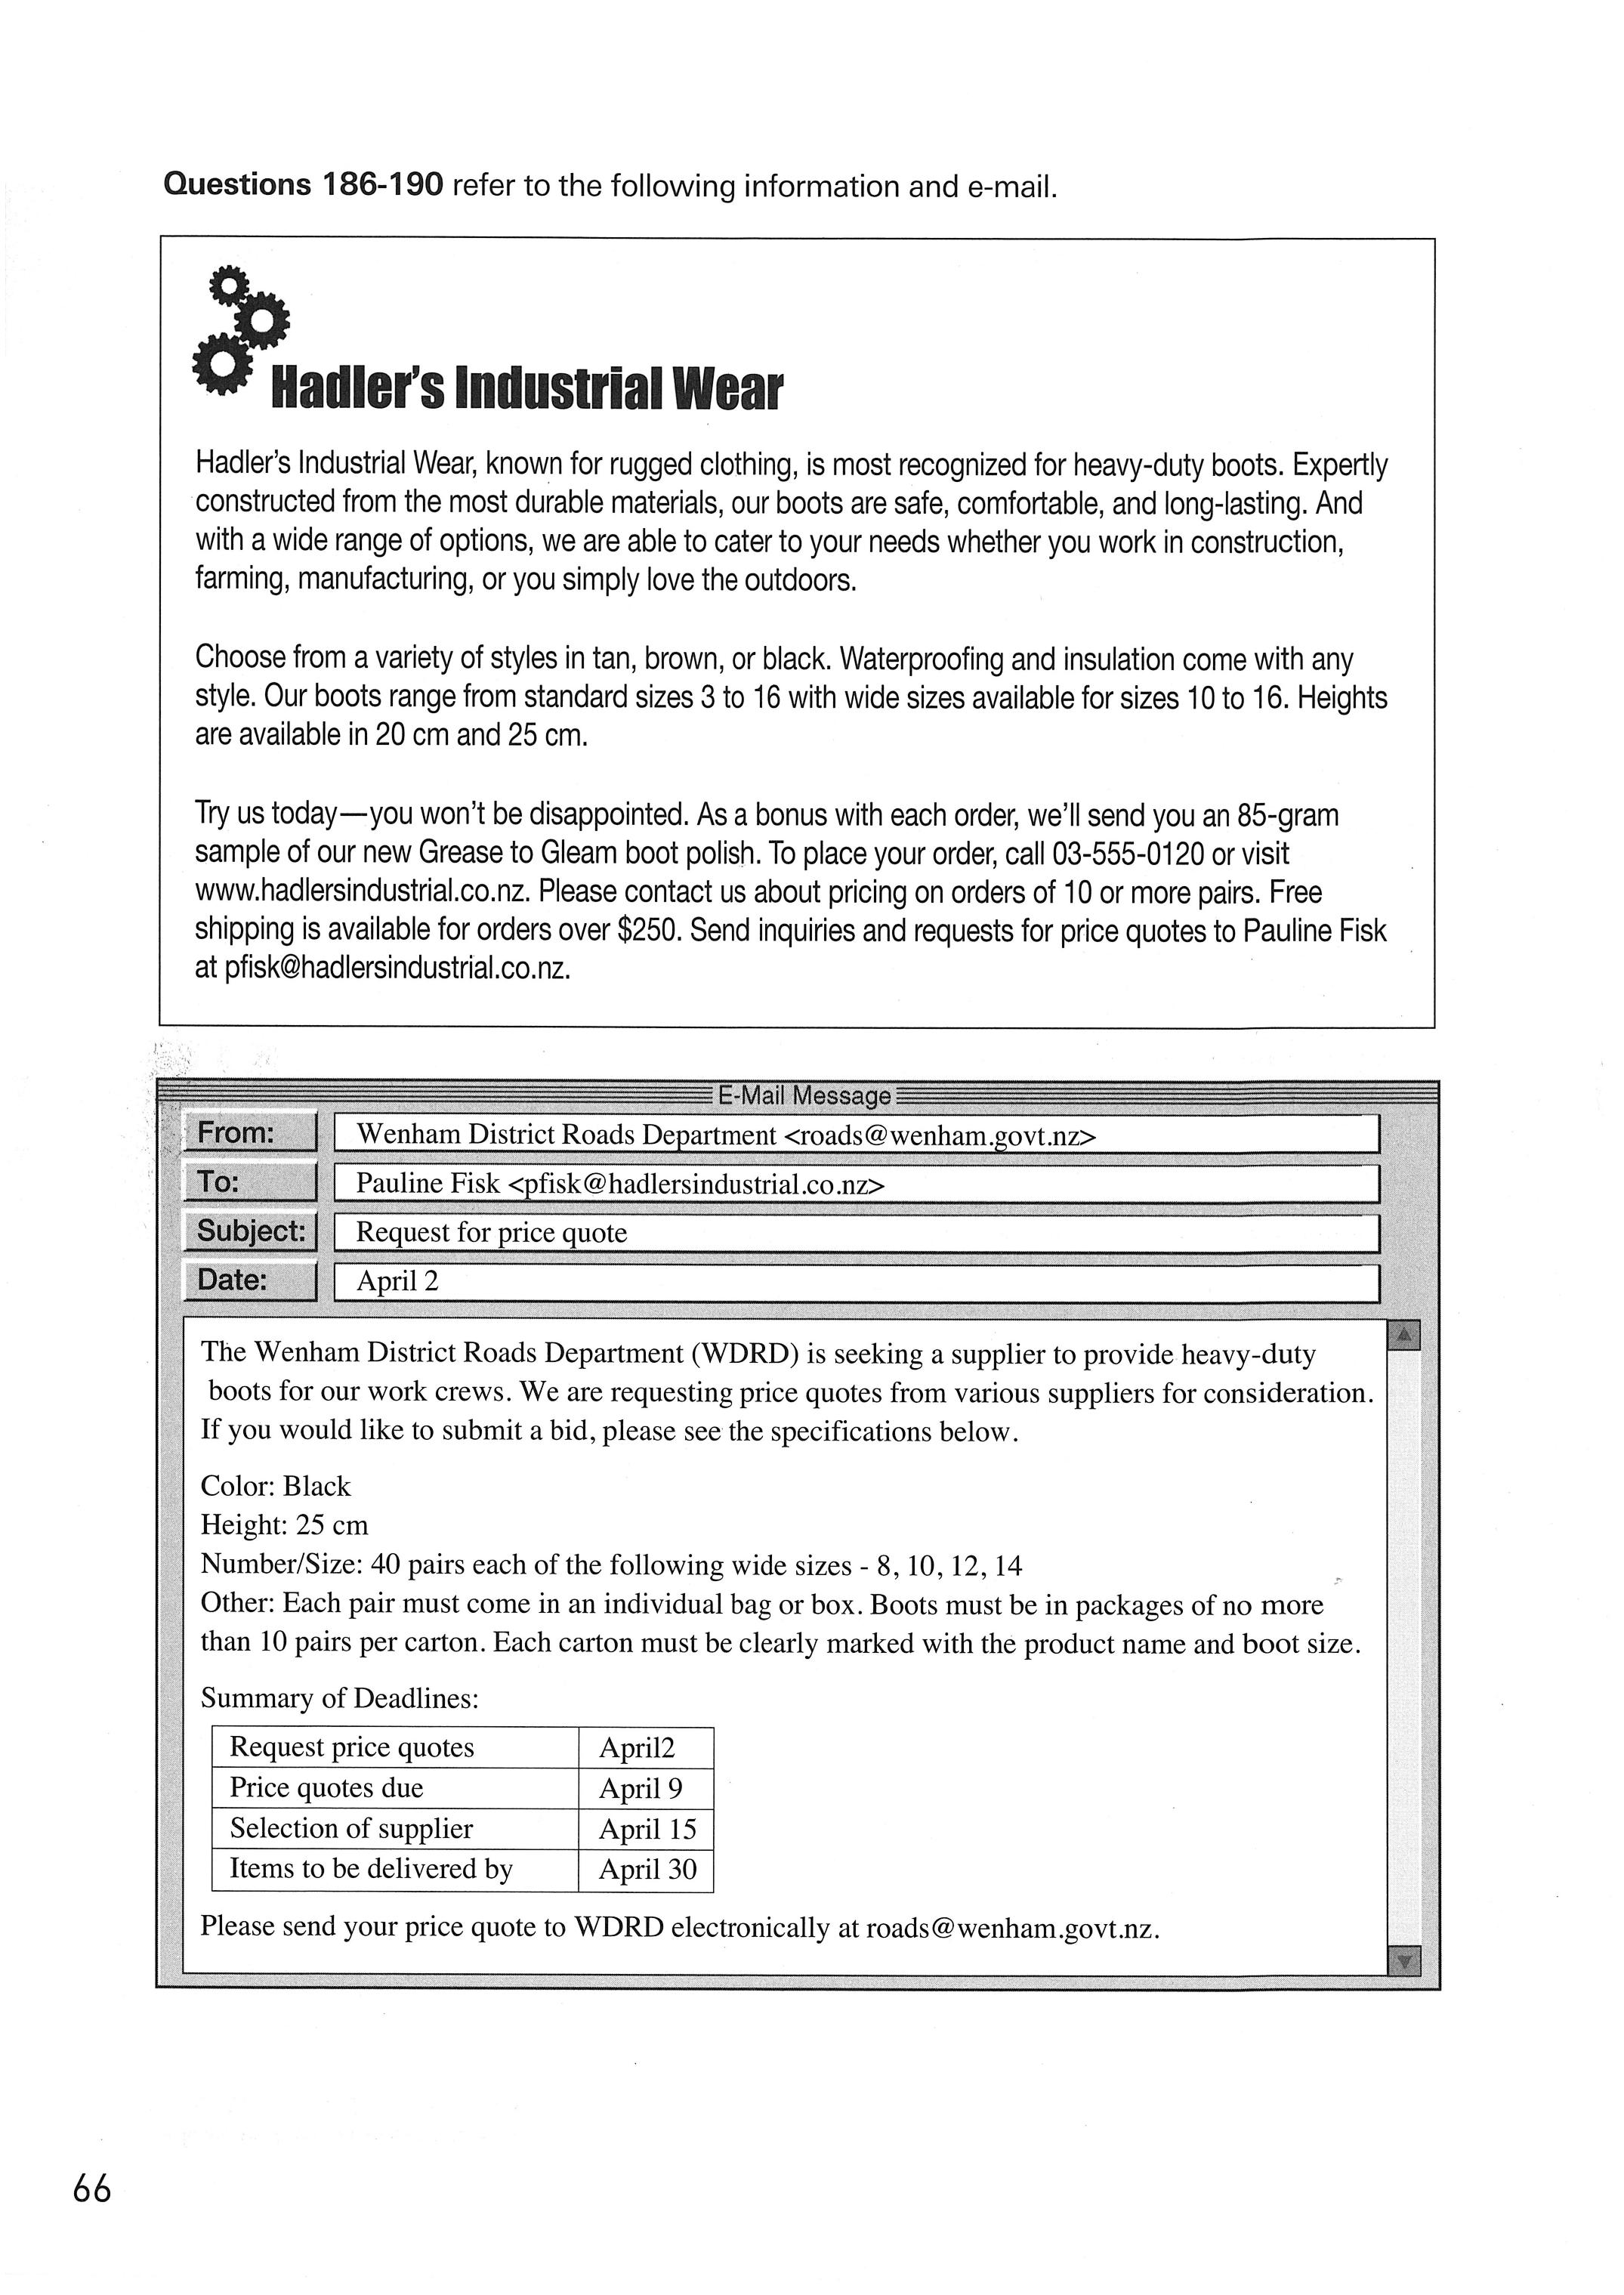 Questions 186-190 refer to the following information and e-mail.
Hadler's Industrial Wear
Hadler's Industrial Wear, known for rugged clothing, is most recognized for heavy-duty boots. Expertly
constructed from the most durable materials, our boots are safe, comfortable, and long-lasting. And
with a wide range of options, we are able to cater to your needs whether you work in construction,
farming, manufacturing, or you simply love the outdoors.
Choose from a variety of styles in tan, brown, or black. Waterproofing and insulation come with any
style. Our boots range from standard sizes 3 to 16 with wide sizes available for sizes 10 to 16. Heights
are available in 20 cm and 25 cm.
Try us today—you won't be disappointed. As a bonus with each order, we'll send you an 85-gram
sample of our new Grease to Gleam boot polish. To place your order, call 03-555-0120 or visit
www.hadlersindustrial.co.nz. Please contact us about pricing on orders of 10 or more pairs. Free
shipping is available for orders over $250. Send inquiries and requests for price quotes to Pauline Fisk
at pfisk@hadlersindustrial.co.nz.
E-Mail Message
From: Wenham District Roads Department <roads@wenham.govt.nz>
To: Pauline Fisk <pfisk@hadlersindustrial.co.nz>
Subject: Request for price quote
Date: April 2
The Wenham District Roads Department (WDRD) is seeking a supplier to provide heavy-duty
boots for our work crews. We are requesting price quotes from various suppliers for consideration.
If you would like to submit a bid, please see the specifications below.
Color: Black
Height: 25 cm
Number/Size: 40 pairs each of the following wide sizes - 8, 10, 12, 14
Other: Each pair must come in an individual bag or box. Boots must be in packages of no more
than 10 pairs per carton. Each carton must be clearly marked with the product name and boot size.
Summary of Deadlines:
Request price quotes April2
Price quotes due April 9
Selection of supplier April 15
Items to be delivered by April 30
Please send your price quote to WDRD electronically at roads@wenham.govt.nz.
66